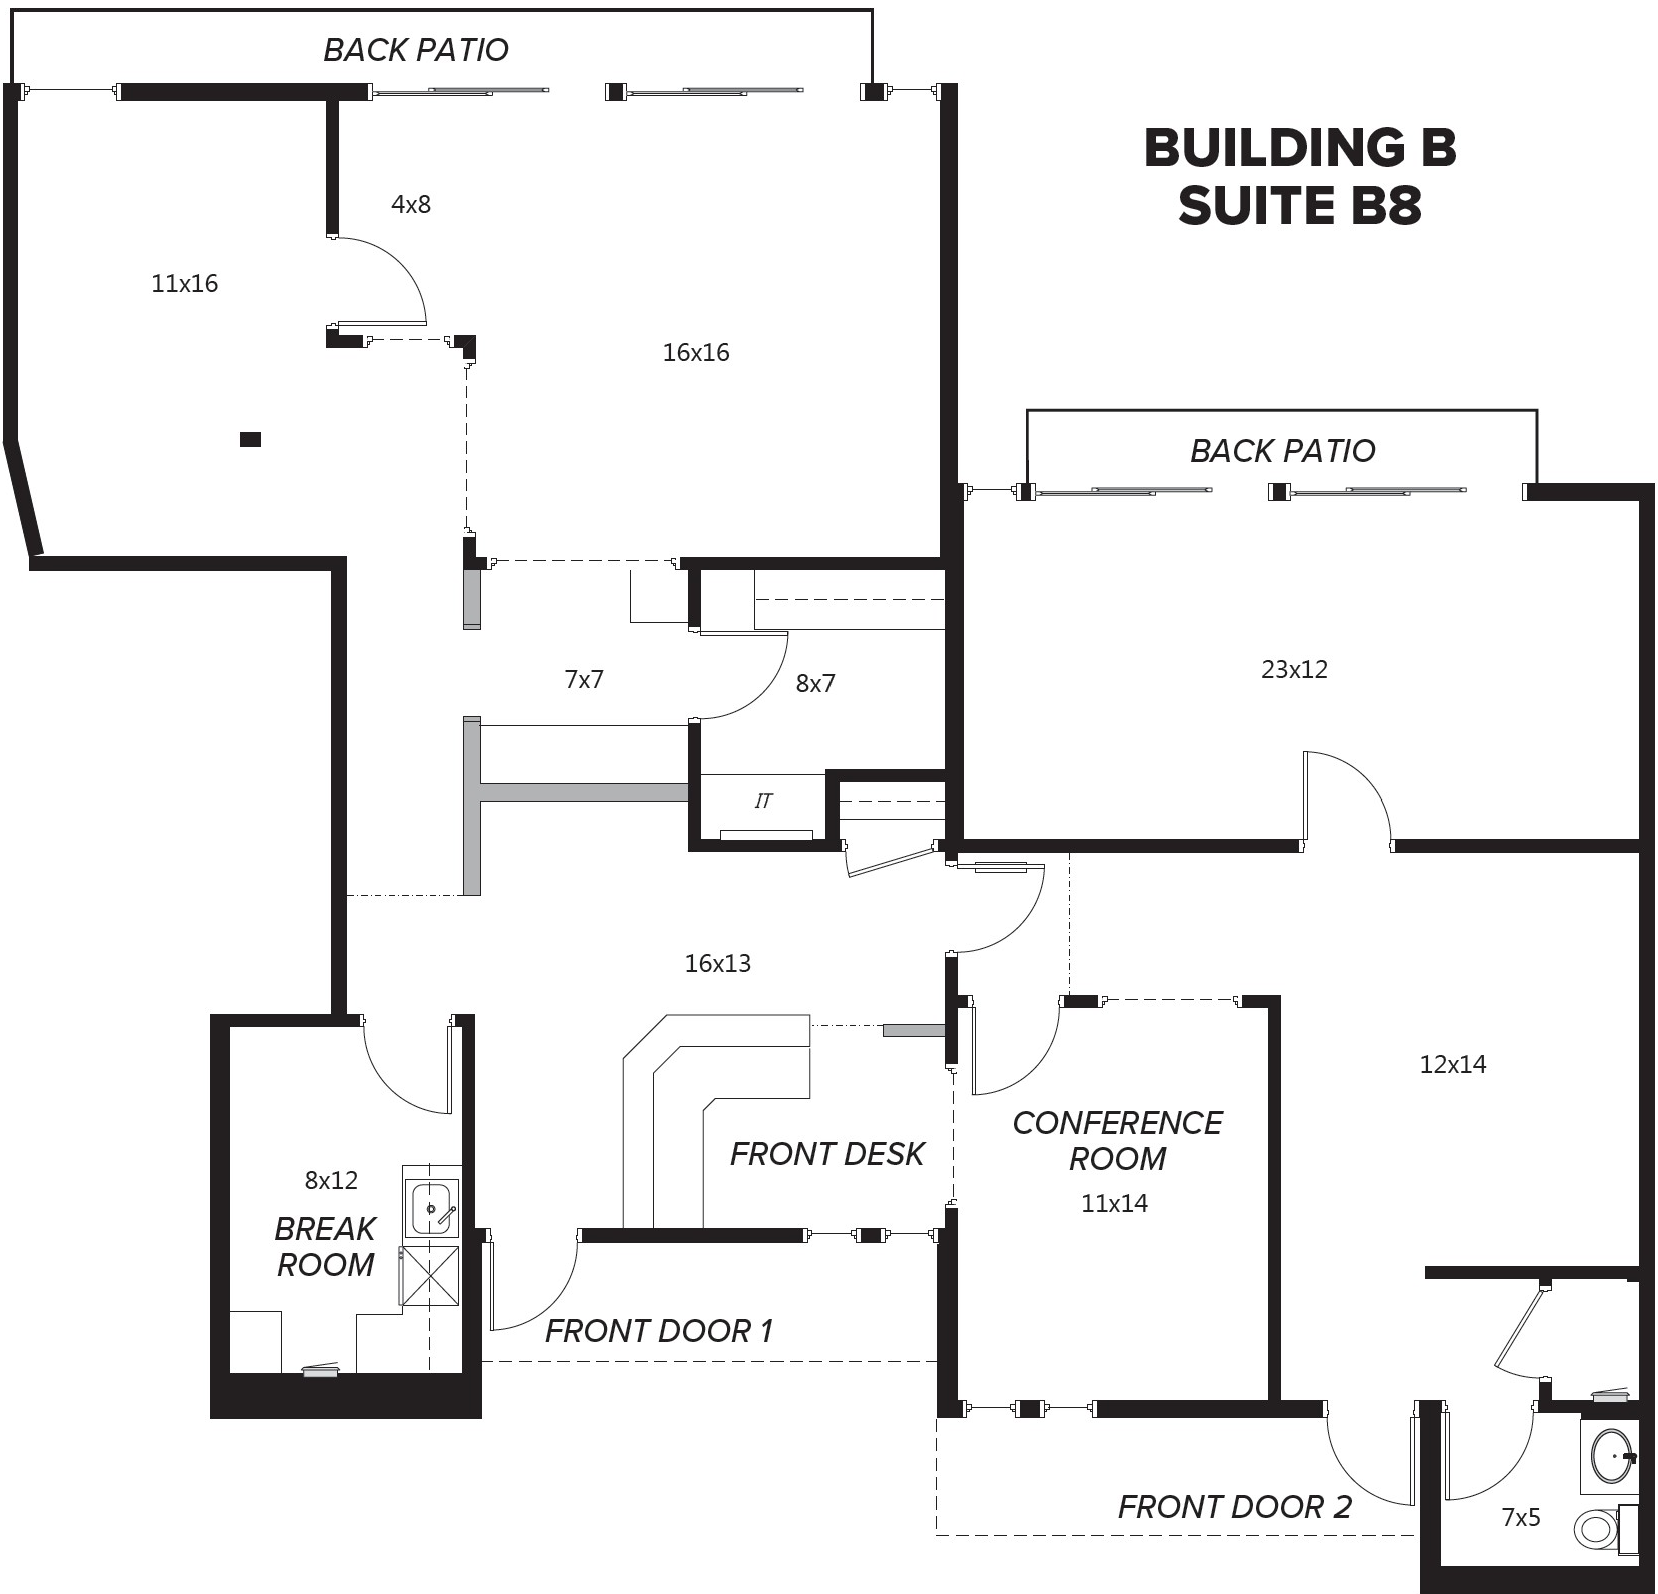 BACK PATIO
BUILDING B
SUITE B8
4x8
11x16
16x16
BACK PATIO
23x12
7x7
8x7
IT
16x13
12x14
CONFERENCE
ROOM
11x14
FRONT DESK
8x12
BREAK
ROOM
FRONT DOOR 1
FRONT DOOR 2
7x5